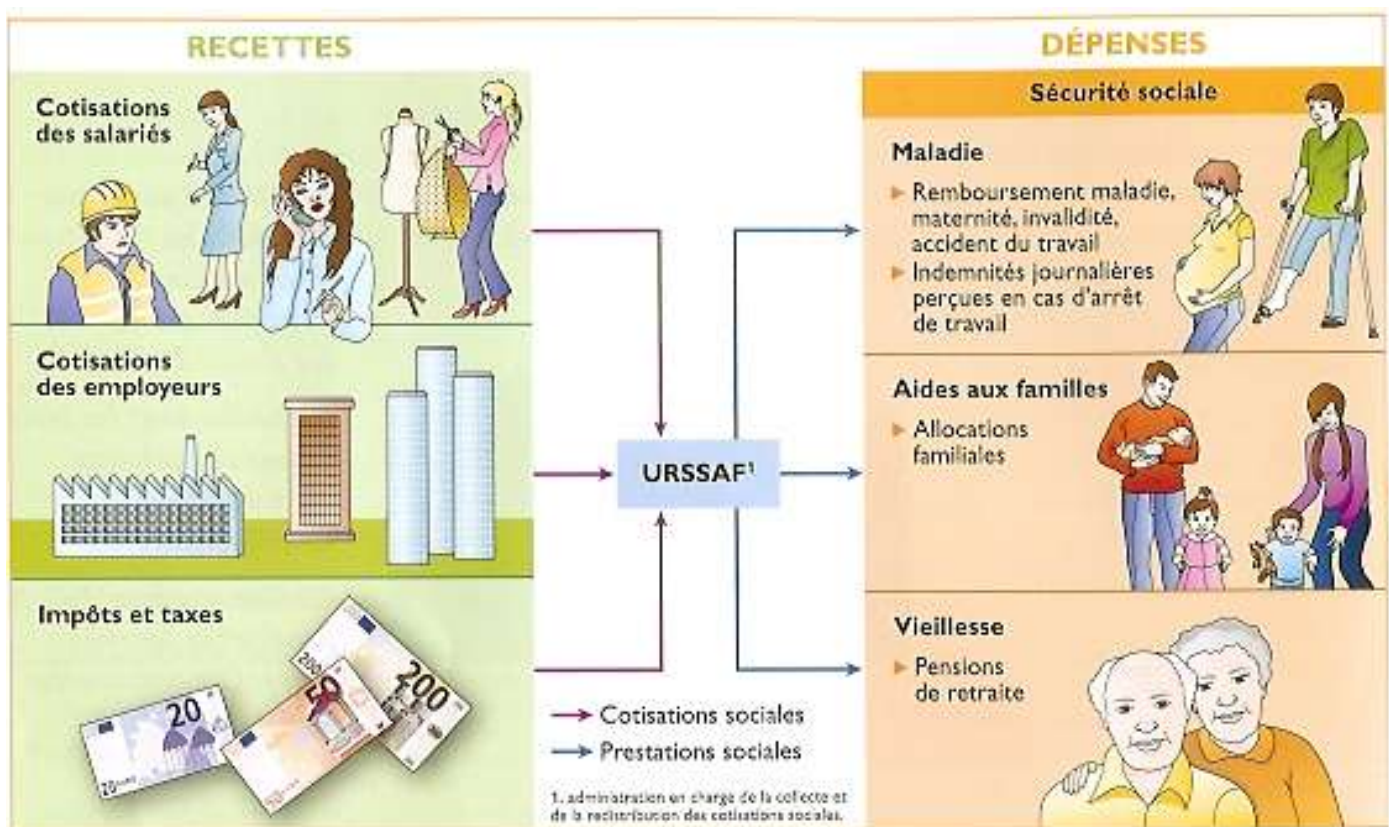 RECETTES
Cotisations
des salariés
Cotisations
des employeurs
Impôts et taxes
20
20
200
50
200
URSSAF¹
Cotisations sociales
Prestations sociales
1. administration en charge de la collecte et
de la redistribution des cotisations sociales.
DÉPENSES
Sécurité sociale
Maladie
▶ Remboursement maladie,
maternité, invalidité,
accident du travail
▶ Indemnités journalières
perçues en cas d'arrêt
de travail
Aides aux familles
▶ Allocations
familiales
Vieillesse
▶ Pensions
de retraite